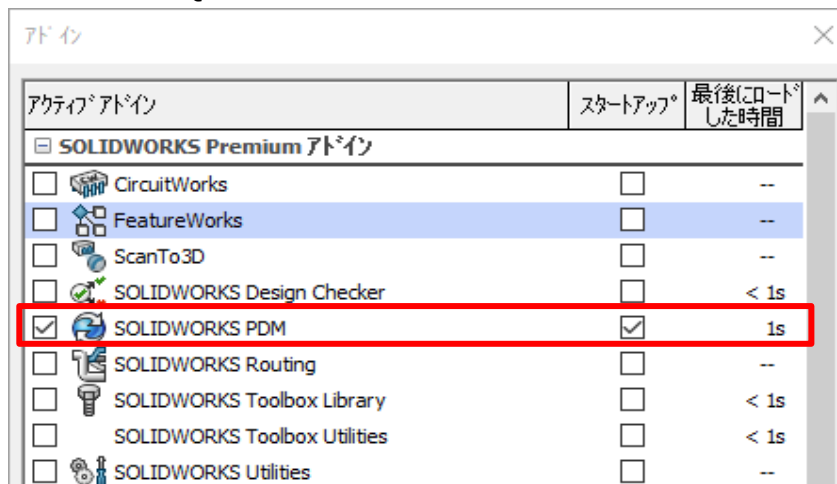 アドイン
アクティブ アドイン スタートアップ 最後にロード
した時間
SOLIDWORKS Premium アドイン
CircuitWorks --
FeatureWorks --
ScanTo3D --
SOLIDWORKS Design Checker < 1s
SOLIDWORKS PDM 1s
SOLIDWORKS Routing --
SOLIDWORKS Toolbox Library < 1s
SOLIDWORKS Toolbox Utilities < 1s
SOLIDWORKS Utilities --